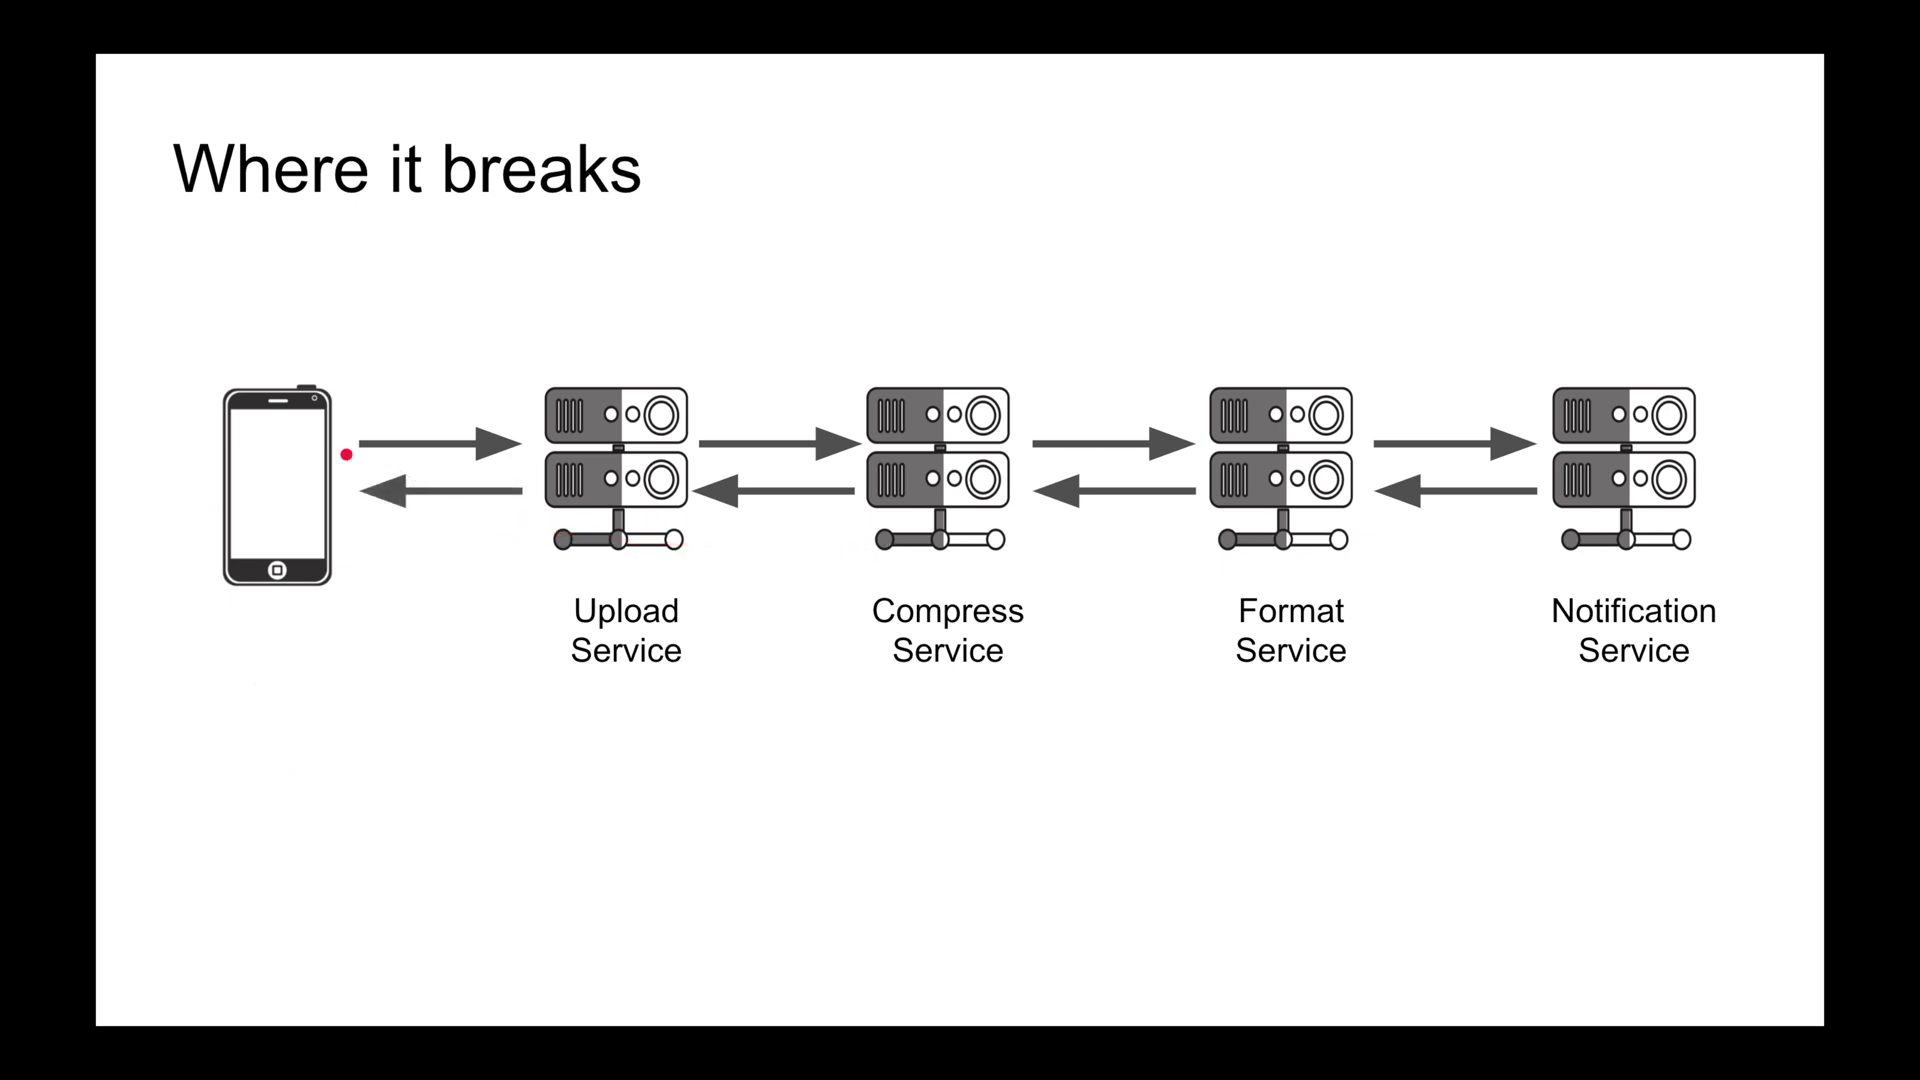 Where it breaks
Upload
Service
Compress
Service
Format
Service
Notification
Service